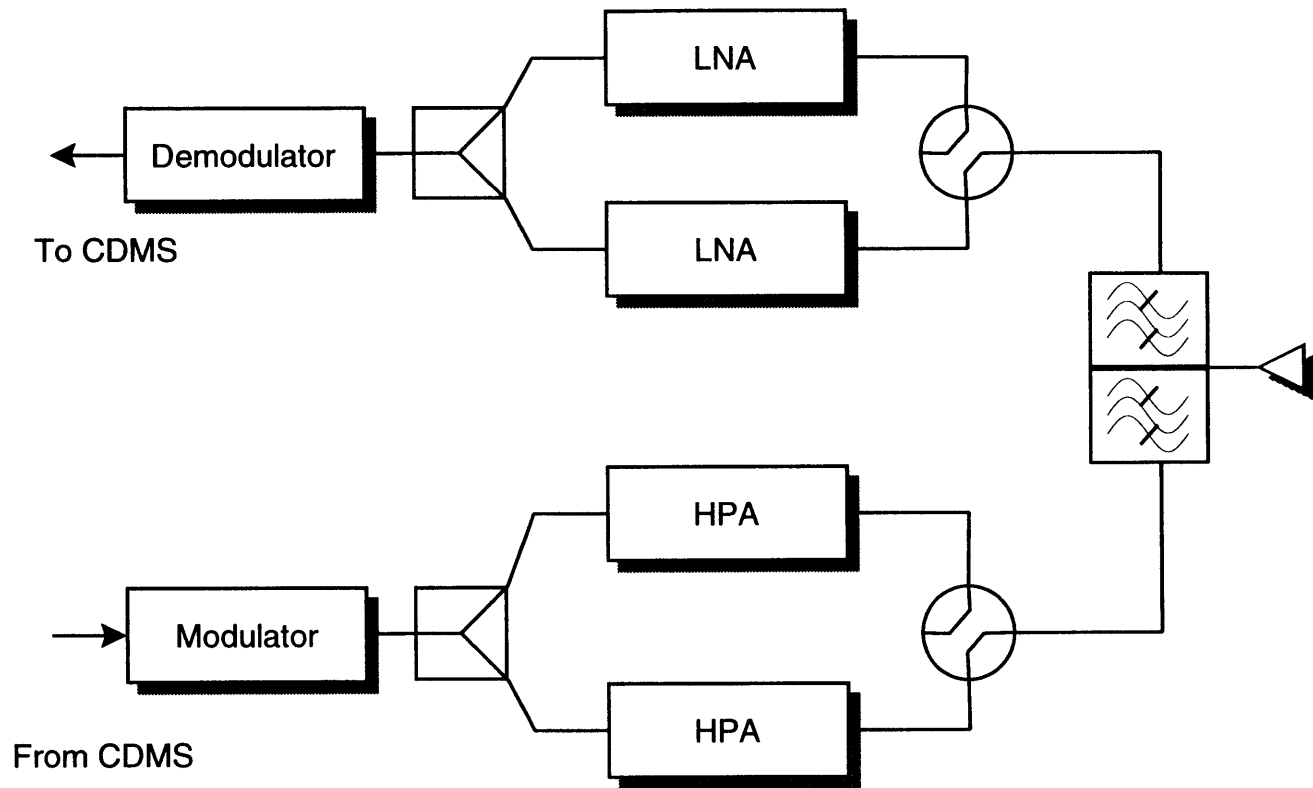 LNA
Demodulator
To CDMS
LNA
HPA
Modulator
From CDMS
HPA